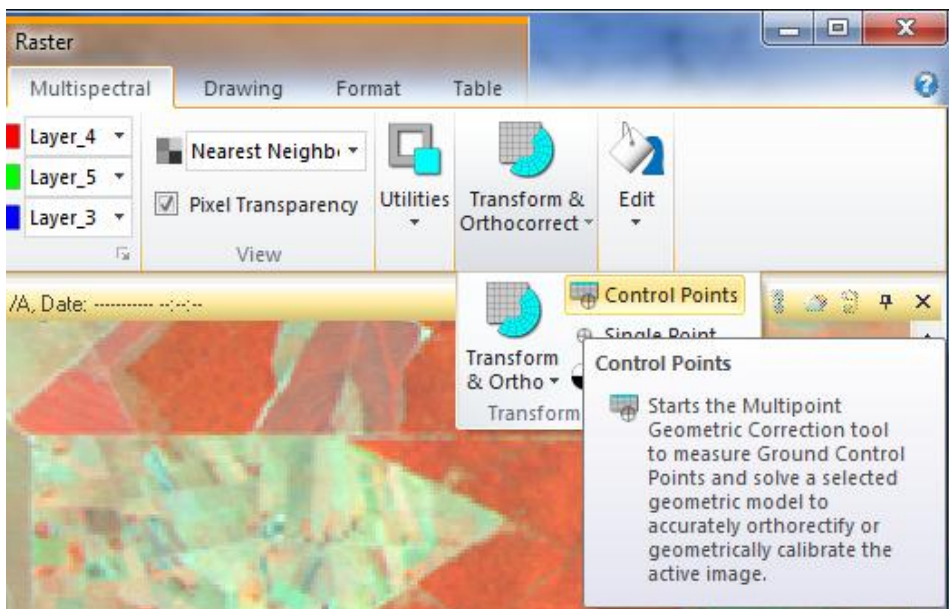 Raster
Multispectral Drawing Format Table
Layer_4
Layer_5
Layer_3
Nearest Neighb
Pixel Transparency
View
Utilities
Transform &
Orthocorrect
Edit
/A, Date: ---------- --:--:--
Transform
& Ortho
Transform
Control Points
Single Point
Control Points
Starts the Multipoint
Geometric Correction tool
to measure Ground Control
Points and solve a selected
geometric model to
accurately orthorectify or
geometrically calibrate the
active image.